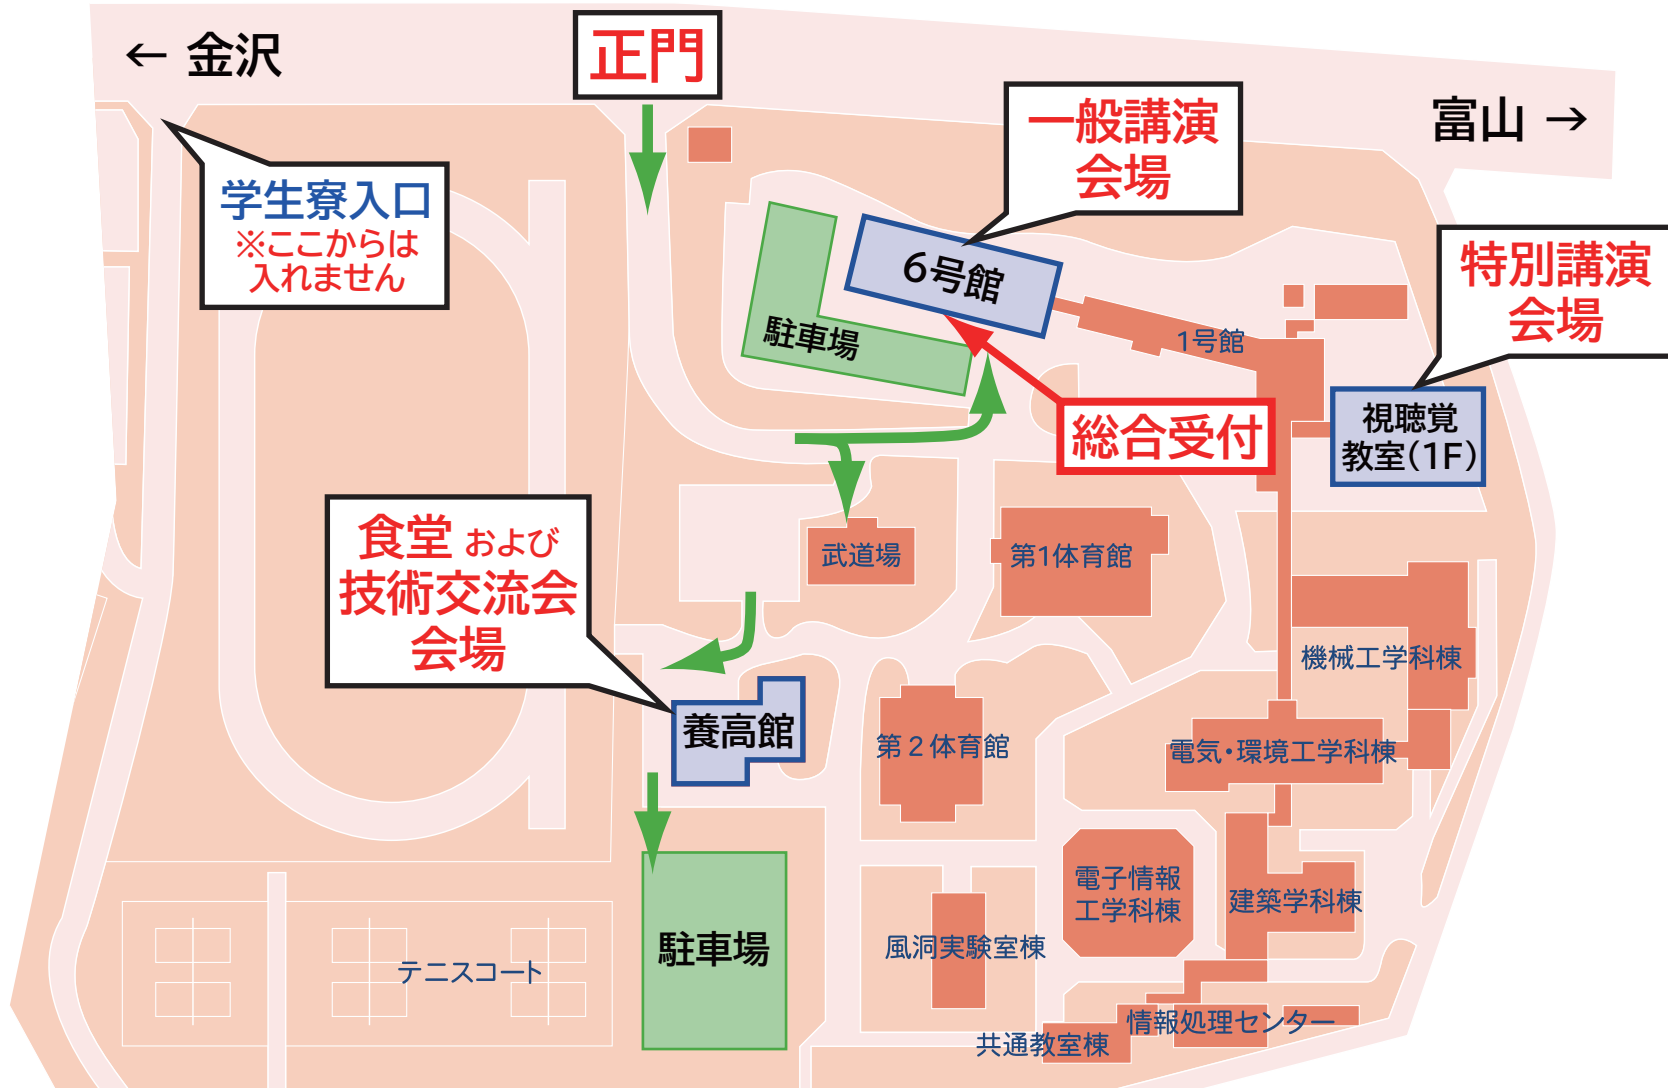 ← 金沢
正門
一般講演
会場
富山 →
学生寮入口
※ここからは
入れません
6号館
特別講演
会場
駐車場
1号館
総合受付
視聴覚
教室(1F)
食堂 および
技術交流会
会場
武道場
第1体育館
機械工学科棟
養高館
第2体育館
電気・環境工学科棟
電子情報
工学科棟
建築学科棟
駐車場
風洞実験室棟
テニスコート
情報処理センター
共通教室棟